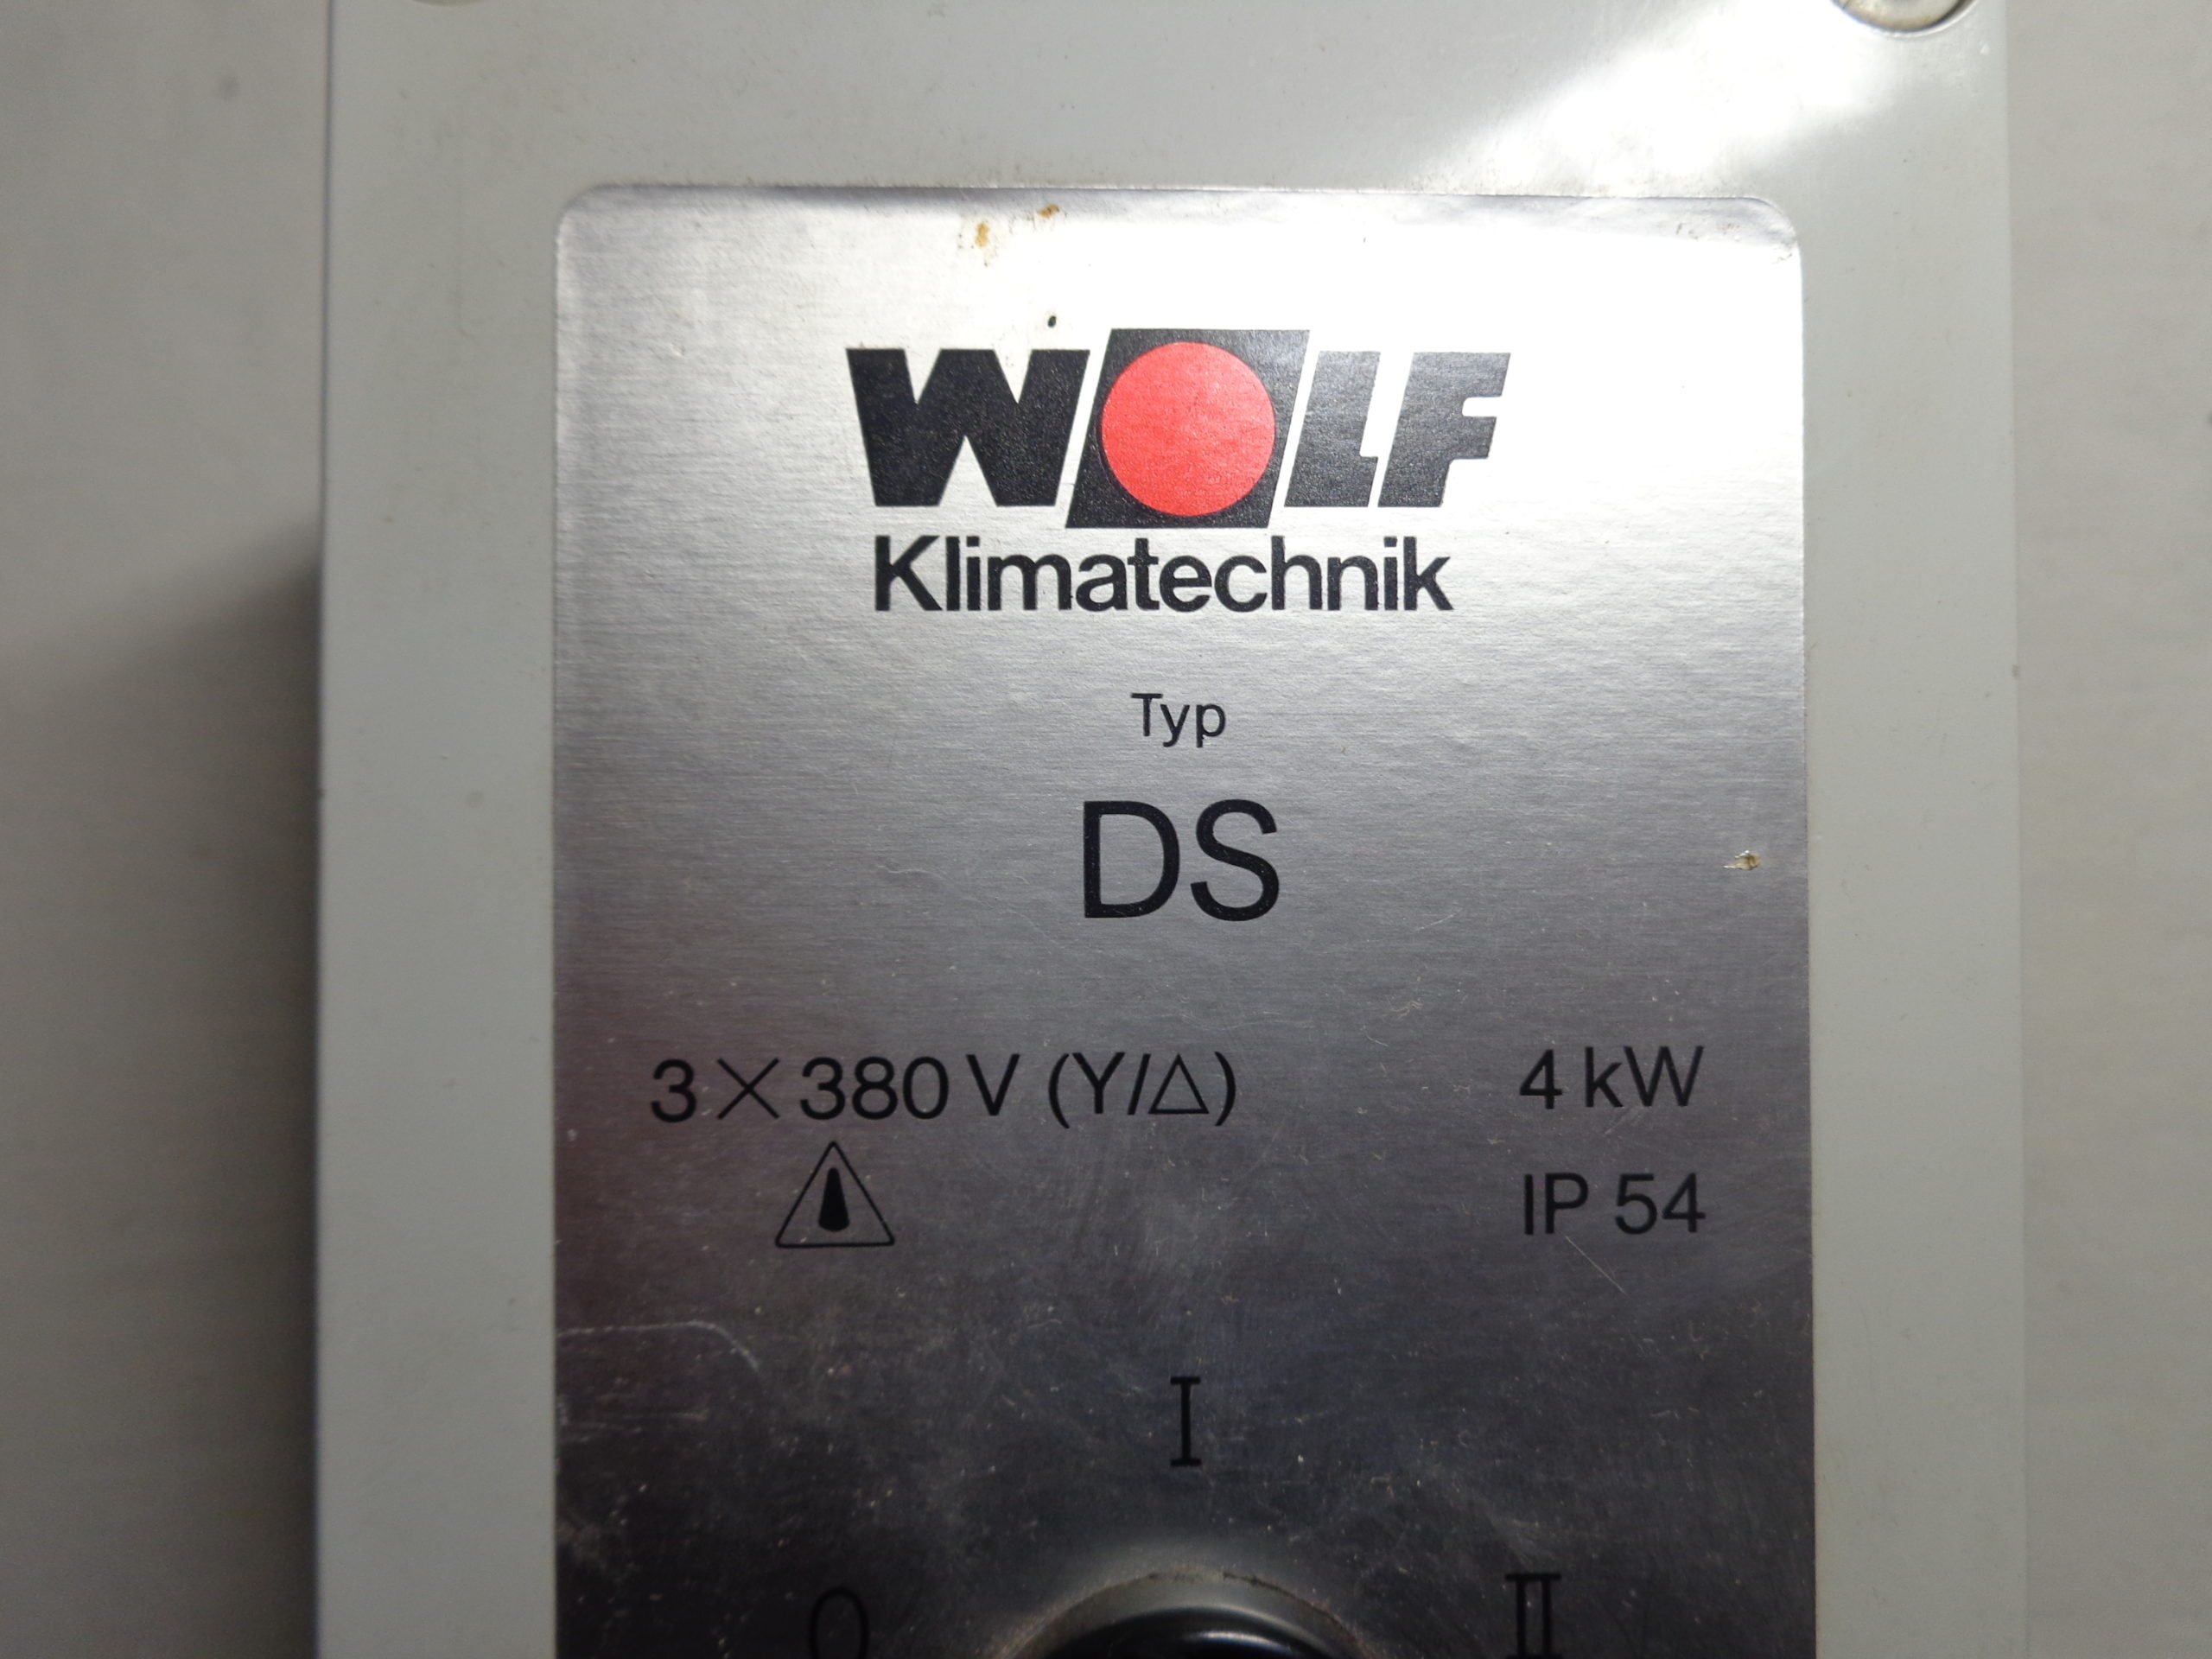 WOLF
Klimatechnik
Typ
DS
3 × 380 V (Y/△) 4 kW
IP 54
I
0 II